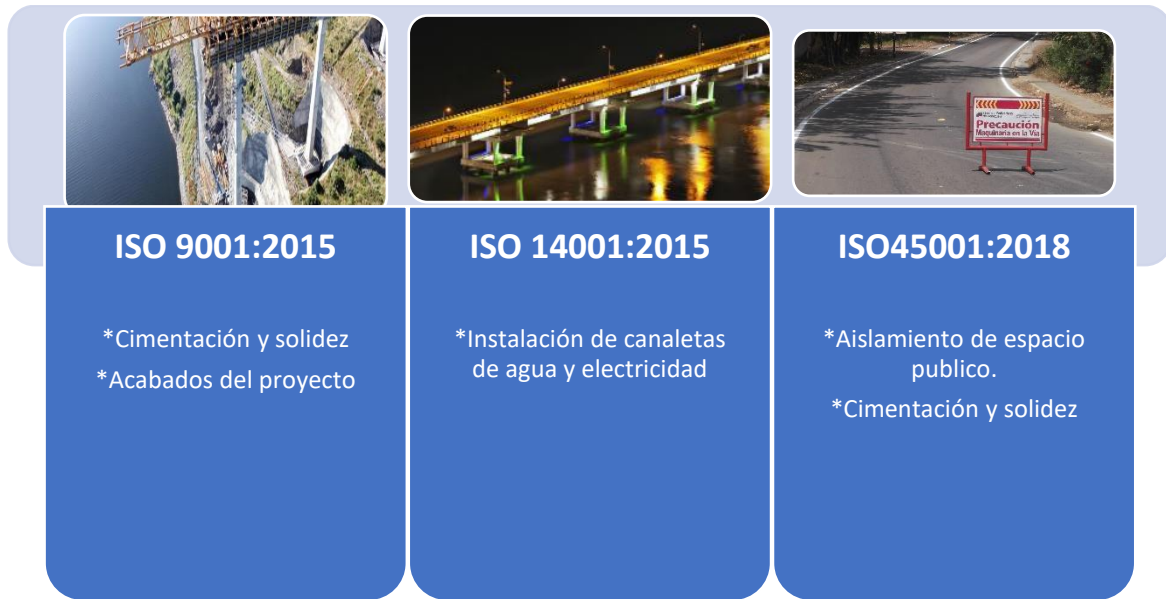 Precaución
Maquinaria en la Vía
ISO 9001:2015
*Cimentación y solidez
*Acabados del proyecto
ISO 14001:2015
*Instalación de canaletas
de agua y electricidad
ISO45001:2018
*Aislamiento de espacio
publico.
*Cimentación y solidez